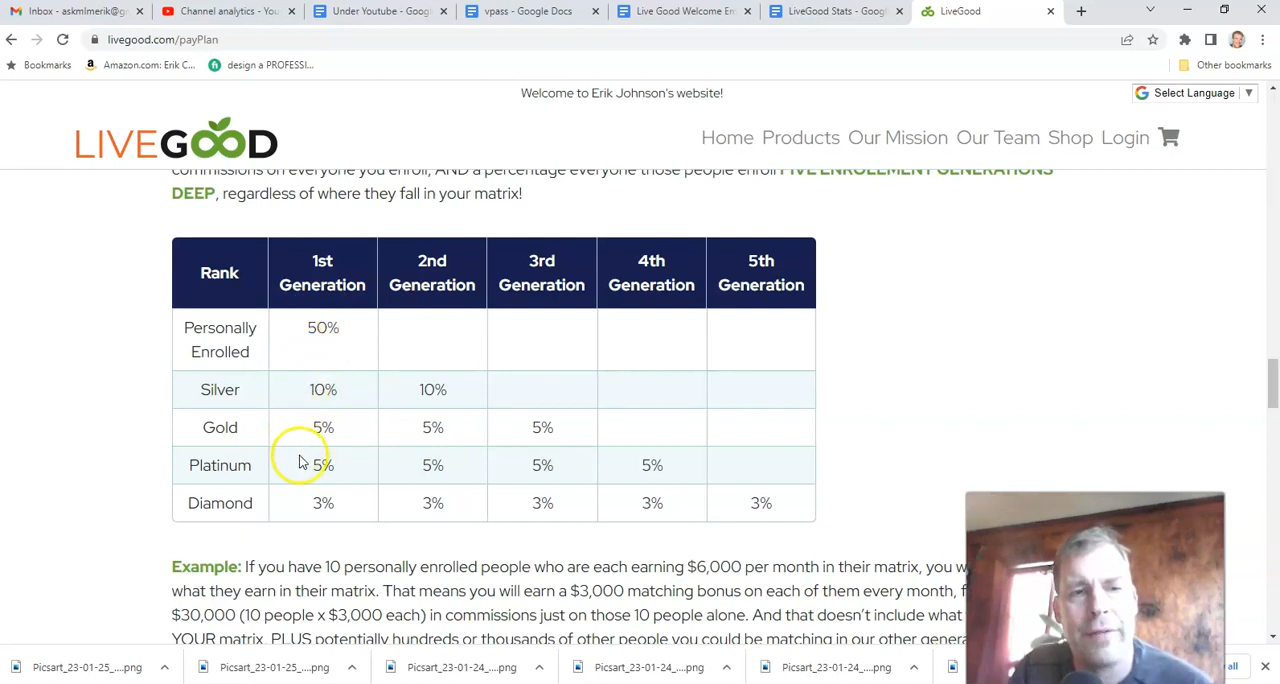 Inbox - askmlmerik@g
Channel analytics - You
Under Youtube - Goog
vpass - Google Docs
Live Good Welcome Em
LiveGood Stats - Googl
LiveGood
livegood.com/payPlan
Bookmarks
Amazon.com: Erik C...
design a PROFESSI...
Other bookmarks
Welcome to Erik Johnson's website!
Select Language
LIVEGOOD
Home Products Our Mission Our Team Shop Login
commissions on everyone you enroll, AND a percentage everyone those people enroll FIVE ENROLLMENT GENERATIONS
DEEP, regardless of where they fall in your matrix!
Rank 1st Generation 2nd Generation 3rd Generation 4th Generation 5th Generation
Personally Enrolled 50%
Silver 10% 10%
Gold 5% 5% 5%
Platinum 5% 5% 5% 5%
Diamond 3% 3% 3% 3% 3%
Example: If you have 10 personally enrolled people who are each earning $6,000 per month in their matrix, you w
what they earn in their matrix. That means you will earn a $3,000 matching bonus on each of them every month, f
$30,000 (10 people x $3,000 each) in commissions just on those 10 people alone. And that doesn't include what
YOUR matrix. PLUS potentially hundreds or thousands of other people you could be matching in our other genera
Picsart_23-01-25_....png
Picsart_23-01-25_....png
Picsart_23-01-24_....png
Picsart_23-01-24_....png
Picsart_23-01-24_....png
all